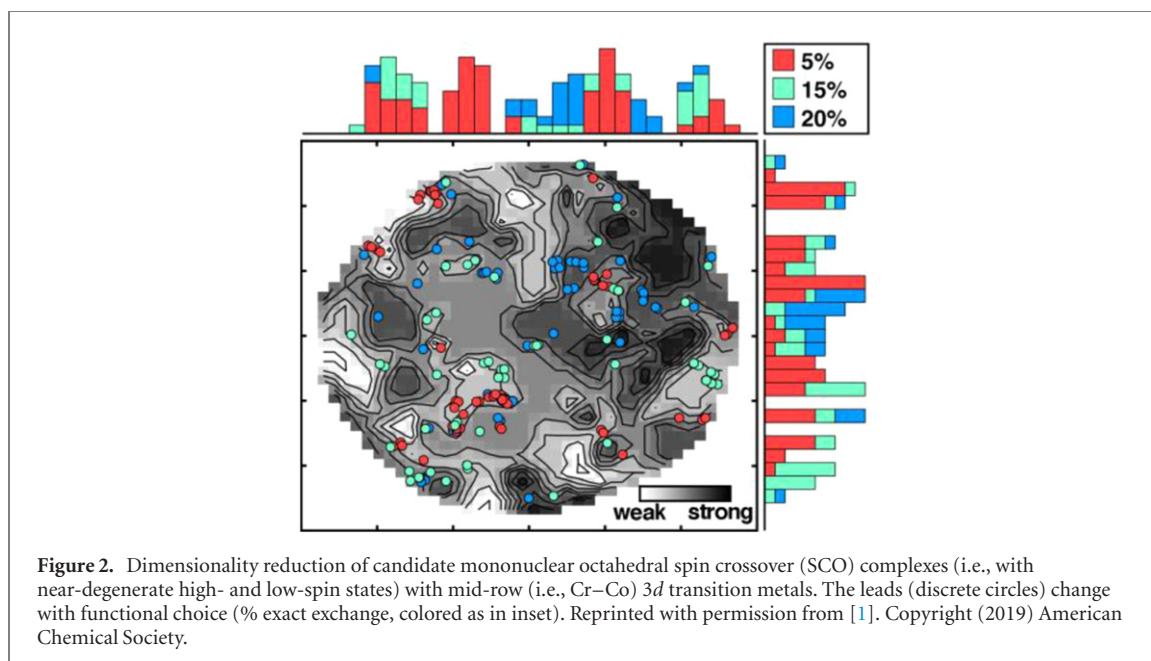 5%
15%
20%
weak strong
Figure 2. Dimensionality reduction of candidate mononuclear octahedral spin crossover (SCO) complexes (i.e., with
near-degenerate high- and low-spin states) with mid-row (i.e., Cr–Co) 3d transition metals. The leads (discrete circles) change
with functional choice (% exact exchange, colored as in inset). Reprinted with permission from [1]. Copyright (2019) American
Chemical Society.